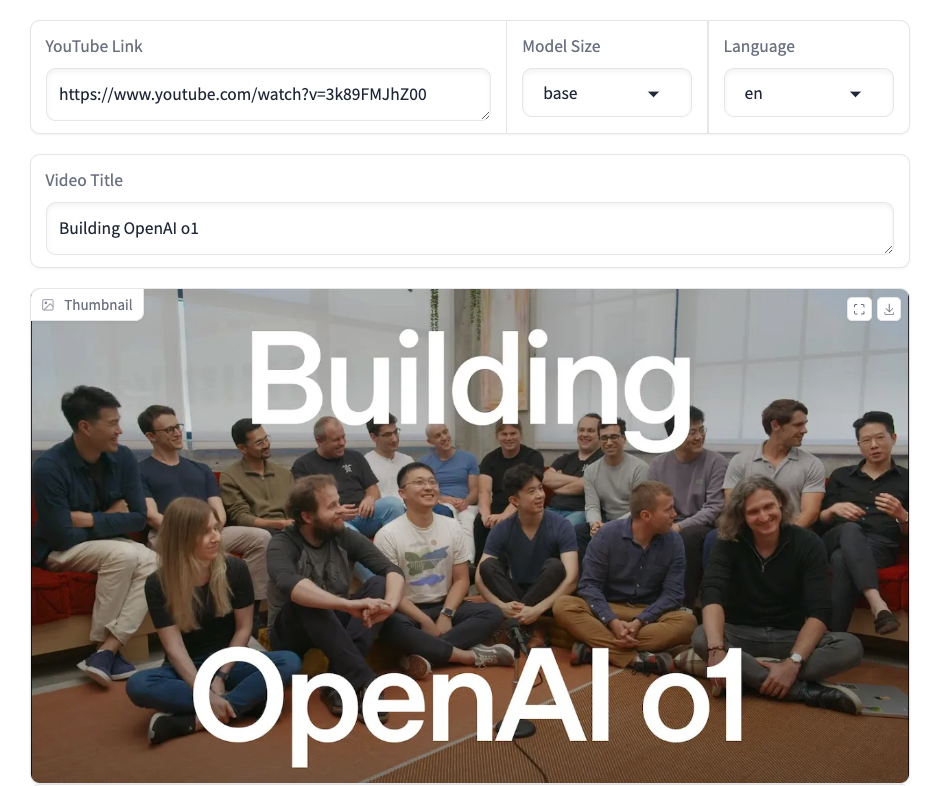 YouTube Link
Model Size
Language
https://www.youtube.com/watch?v=3k89FMJhZ00
base
en
Video Title
Building OpenAI o1
Thumbnail
Building
OpenAI o1